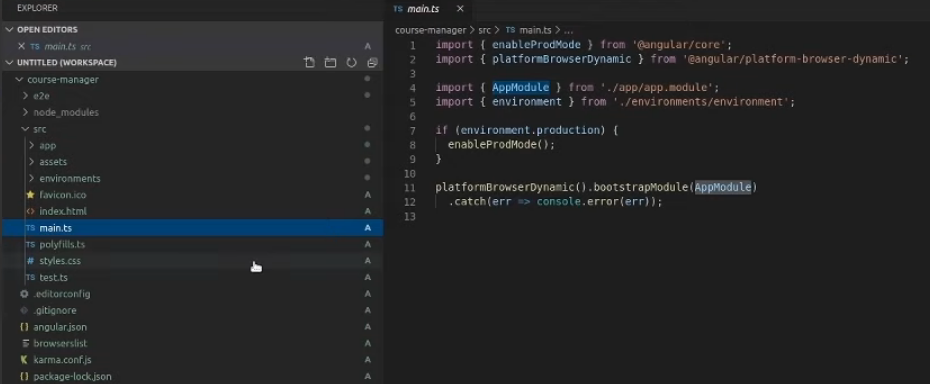 EXPLORER
OPEN EDITORS
TS main.ts src A
UNTITLED (WORKSPACE)
course-manager
e2e
node_modules
src
app
assets
environments
favicon.ico A
<> index.html A
TS main.ts A
TS polyfills.ts A
# styles.css A
TS test.ts A
.editorconfig A
.gitignore A
{} angular.json A
browserslist A
karma.conf.js A
{} package-lock.json A
TS main.ts ×
course-manager > src > TS main.ts > ...
1 import { enableProdMode } from '@angular/core';
2 import { platformBrowserDynamic } from '@angular/platform-browser-dynamic';
3
4 import { AppModule } from './app/app.module';
5 import { environment } from './environments/environment';
6
7 if (environment.production) {
8 enableProdMode();
9 }
10
11 platformBrowserDynamic().bootstrapModule(AppModule)
12 .catch(err => console.error(err));
13